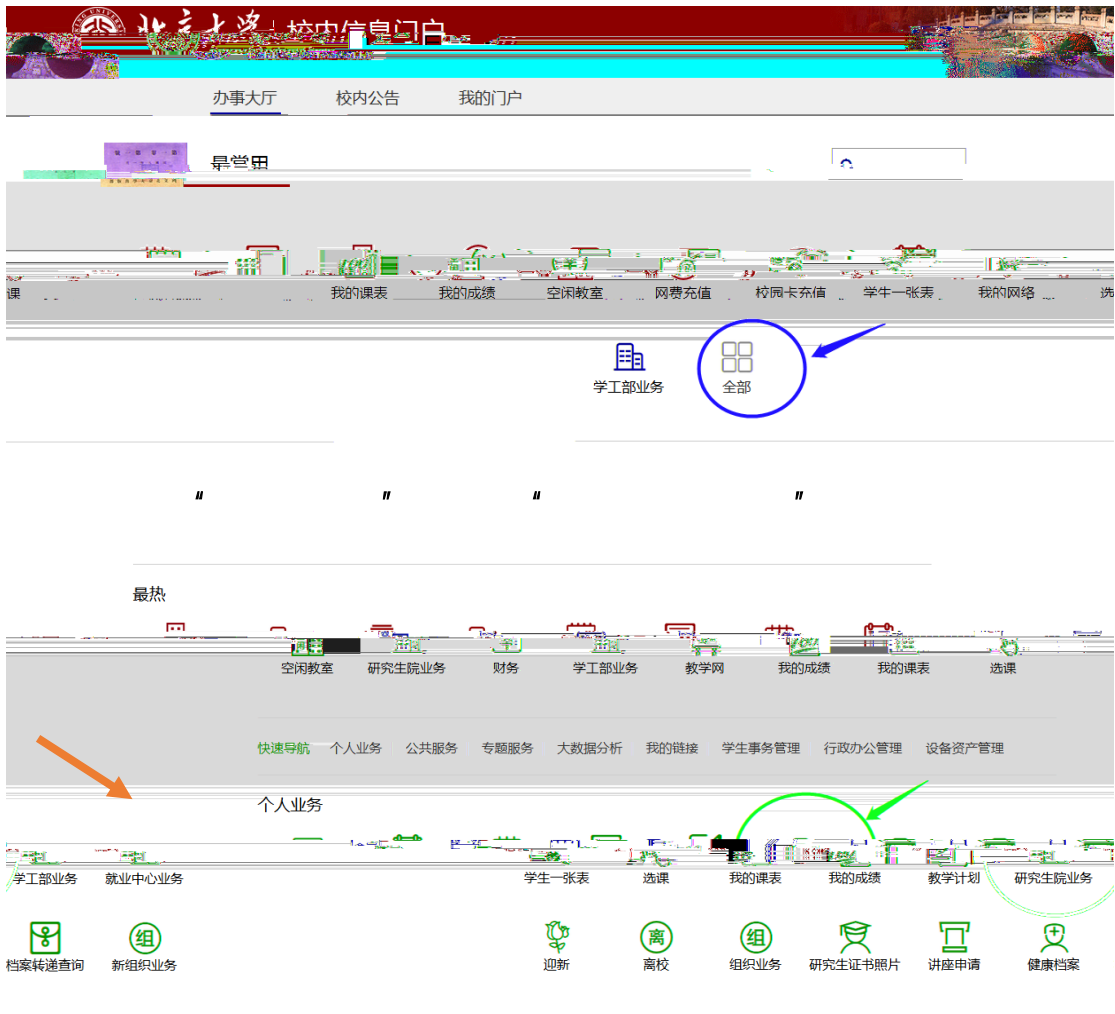 北京大学 校内信息门户
办事大厅 校内公告 我的门户
最常用
课 我的课表 我的成绩 空闲教室 网费充值 校园卡充值 学生一张表 我的网络 选
学工部业务 全部
" " " "
最热
空闲教室 研究生院业务 财务 学工部业务 教学网 我的成绩 我的课表 选课
快速导航 个人业务 公共服务 专题服务 大数据分析 我的链接 学生事务管理 行政办公管理 设备资产管理
个人业务
学工部业务 就业中心业务 学生一张表 选课 我的课表 我的成绩 教学计划 研究生院业务
组 离 组
档案转递查询 新组织业务 迎新 离校 组织业务 研究生证书照片 讲座申请 健康档案